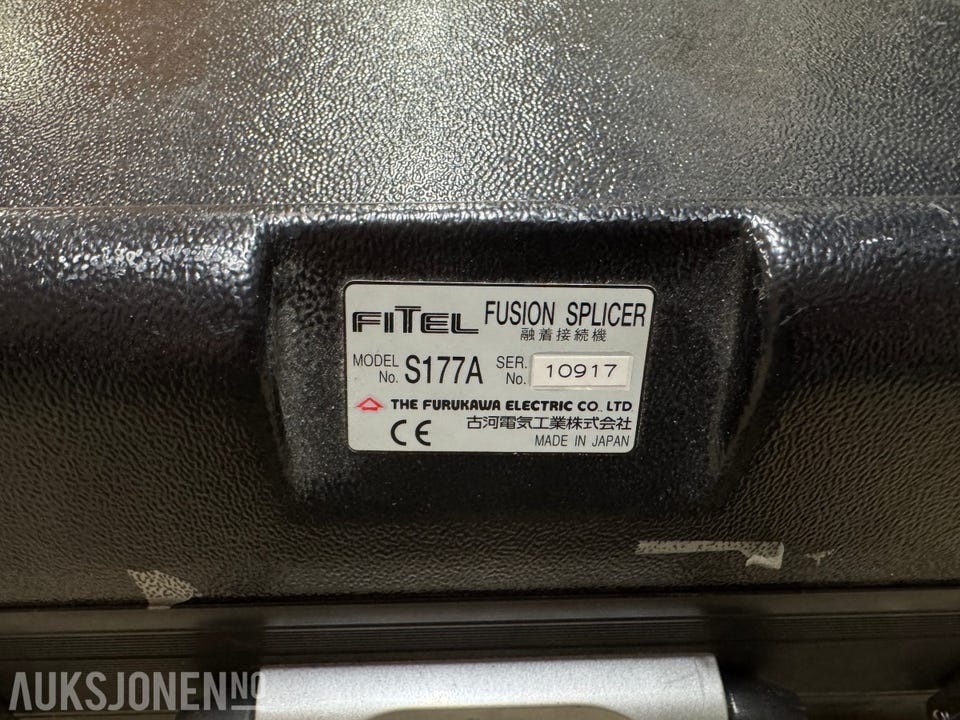 FITEL FUSION SPLICER
融着接続機
MODEL No. S177A SER. No. 10917
THE FURUKAWA ELECTRIC CO., LTD.
古河電気工業株式会社
CE MADE IN JAPAN
AUKSJONEN.NO